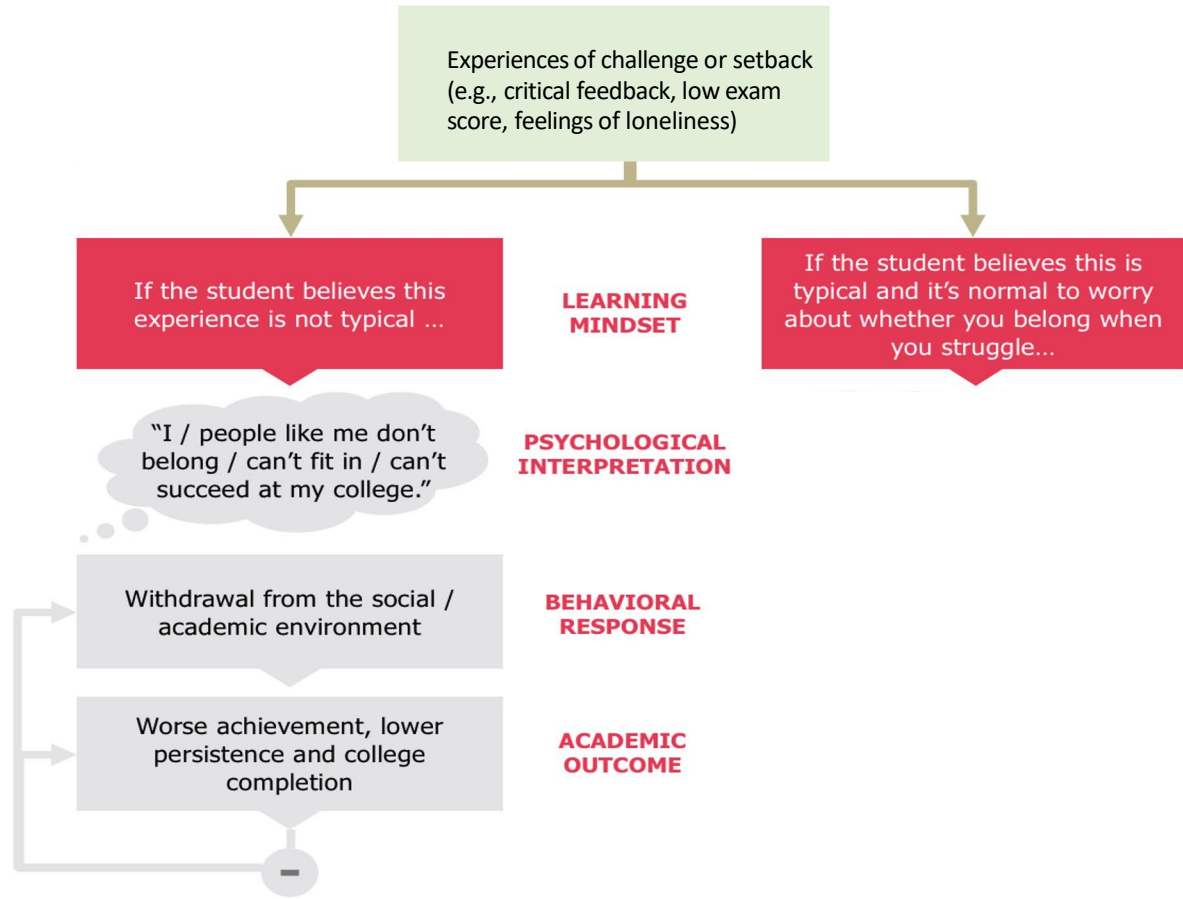 Experiences of challenge or setback
(e.g., critical feedback, low exam
score, feelings of loneliness)
If the student believes this
experience is not typical ...
LEARNING
MINDSET
If the student believes this is
typical and it’s normal to worry
about whether you belong when
you struggle...
“I / people like me don’t
belong / can’t fit in / can’t
succeed at my college.”
PSYCHOLOGICAL
INTERPRETATION
Withdrawal from the social /
academic environment
BEHAVIORAL
RESPONSE
Worse achievement, lower
persistence and college
completion
ACADEMIC
OUTCOME
–